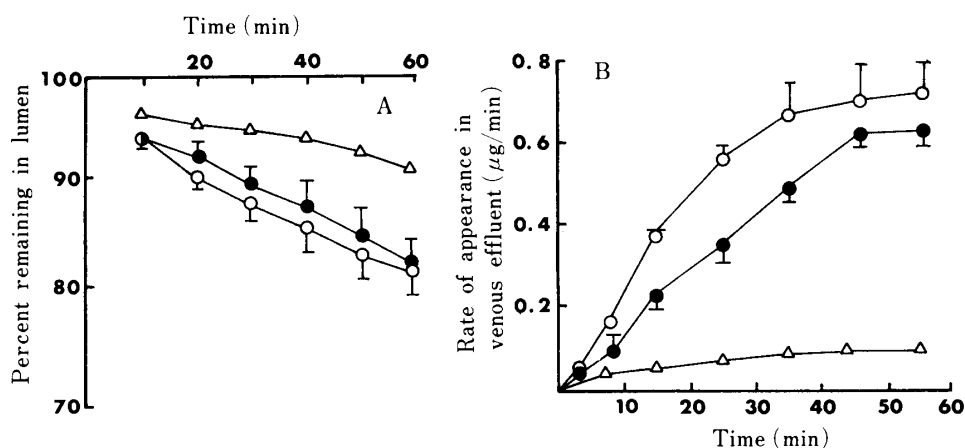 Time (min)
20 40 60
100
90
80
70
Percent remaining in lumen
A
B
0.8
0.6
0.4
0.2
Rate of appearance in
venous effluent (μg/min)
10 20 30 40 50 60
Time (min)